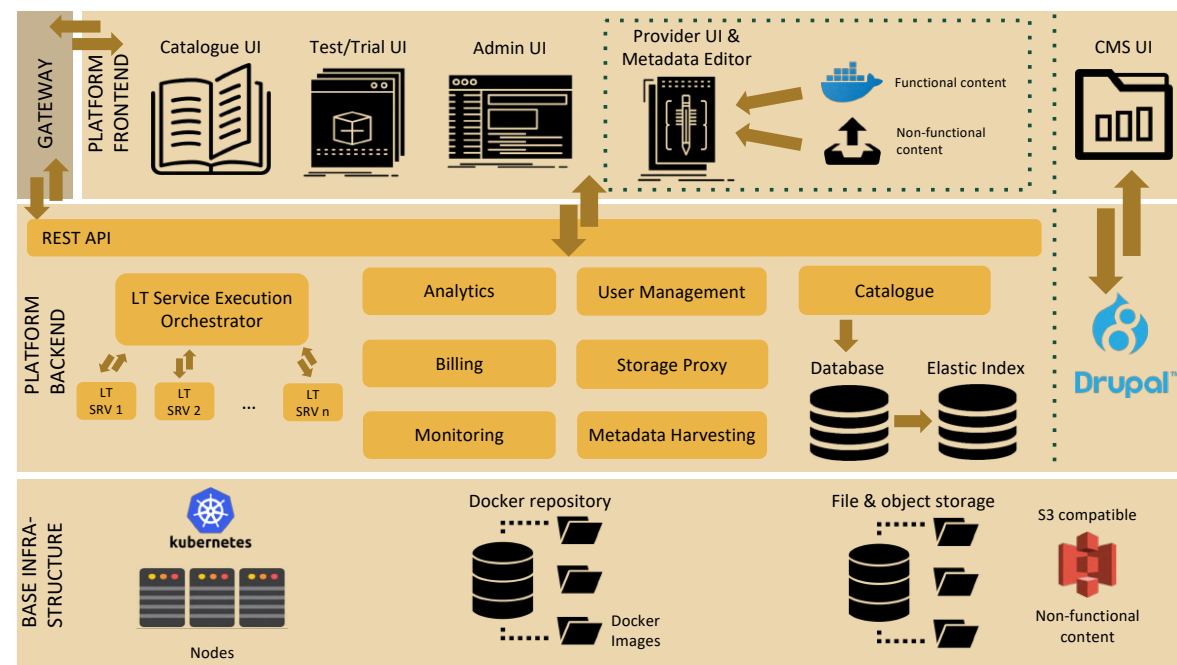 GATEWAY
PLATFORM
FRONTEND
Catalogue UI
Test/Trial UI
Admin UI
Provider UI &
Metadata Editor
Functional content
Non-functional
content
CMS UI
REST API
PLATFORM
BACKEND
LT Service Execution
Orchestrator
LT
SRV 1
LT
SRV 2
...
LT
SRV n
Analytics
User Management
Catalogue
Billing
Storage Proxy
Database
Elastic Index
Monitoring
Metadata Harvesting
Drupal™
BASE INFRA-
STRUCTURE
kubernetes
Nodes
Docker repository
Docker
Images
File & object storage
S3 compatible
Non-functional
content